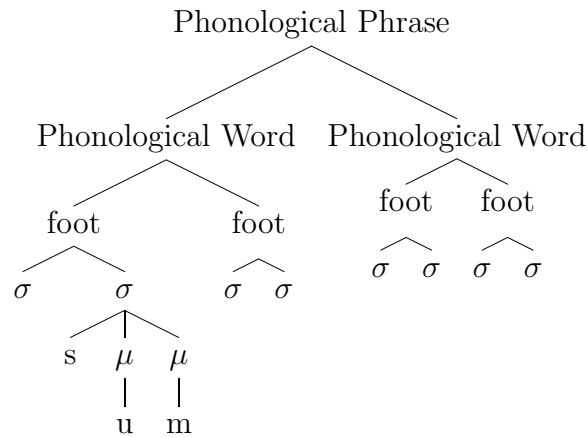 Phonological Phrase
Phonological Word Phonological Word
foot foot foot foot
σ σ σ σ σ σ σ σ
s μ μ
u m